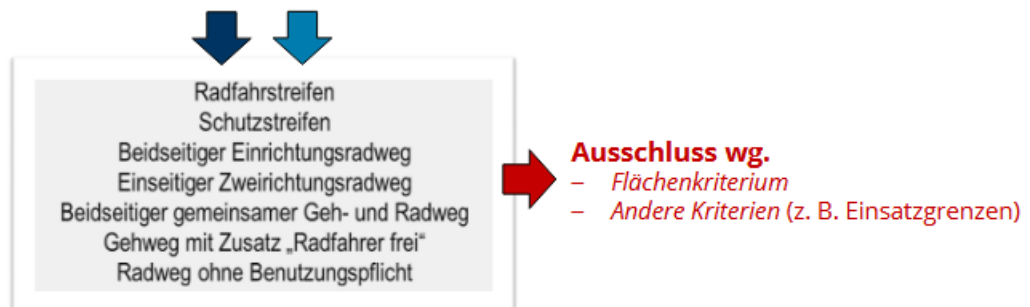 Radfahrstreifen
Schutzstreifen
Beidseitiger Einrichtungsradweg
Einseitiger Zweirichtungsradweg
Beidseitiger gemeinsamer Geh- und Radweg
Gehweg mit Zusatz „Radfahrer frei“
Radweg ohne Benutzungspflicht
Ausschluss wg.
– Flächenkriterium
– Andere Kriterien (z. B. Einsatzgrenzen)